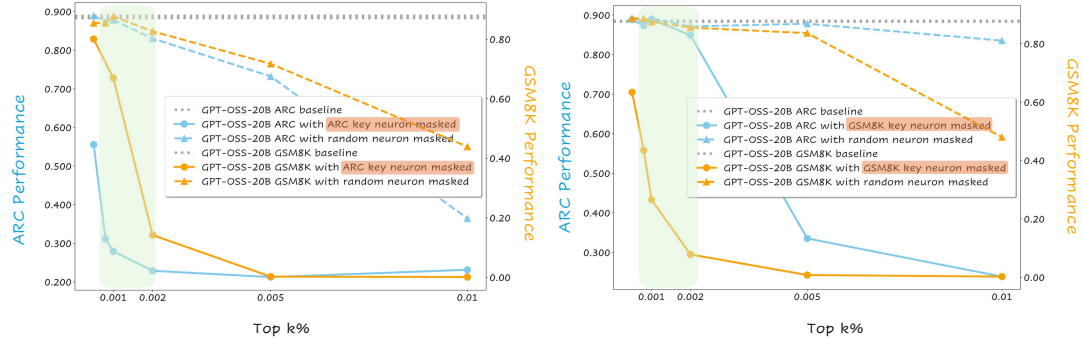 0.900
0.800
0.700
0.600
0.500
0.400
0.300
0.200
ARC Performance
0.80
0.60
0.40
0.20
0.00
GSM8K Performance
GPT-OSS-20B ARC baseline
GPT-OSS-20B ARC with ARC key neuron masked
GPT-OSS-20B ARC with random neuron masked
GPT-OSS-20B GSM8K baseline
GPT-OSS-20B GSM8K with ARC key neuron masked
GPT-OSS-20B GSM8K with random neuron masked
0.001
0.002
0.005
0.01
Top k%
0.900
0.800
0.700
0.600
0.500
0.400
0.300
ARC Performance
0.80
0.60
0.40
0.20
0.00
GSM8K Performance
GPT-OSS-20B ARC baseline
GPT-OSS-20B ARC with GSM8K key neuron masked
GPT-OSS-20B ARC with random neuron masked
GPT-OSS-20B GSM8K baseline
GPT-OSS-20B GSM8K with GSM8K key neuron masked
GPT-OSS-20B GSM8K with random neuron masked
0.001
0.002
0.005
0.01
Top k%